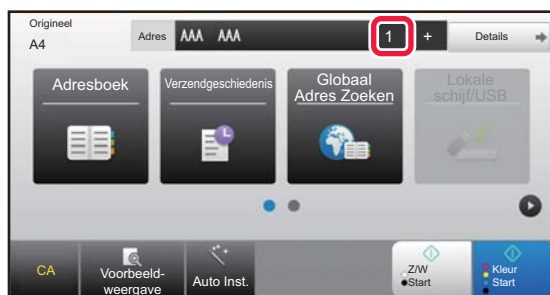 Origineel
A4
Adres AAA AAA 1 + Details
Adresboek
Verzendgeschiedenis
Globaal
Adres Zoeken
Lokale
schijf/USB
CA
Voorbeeld-
weergave
Auto Inst.
Z/W
Start
Kleur
Start